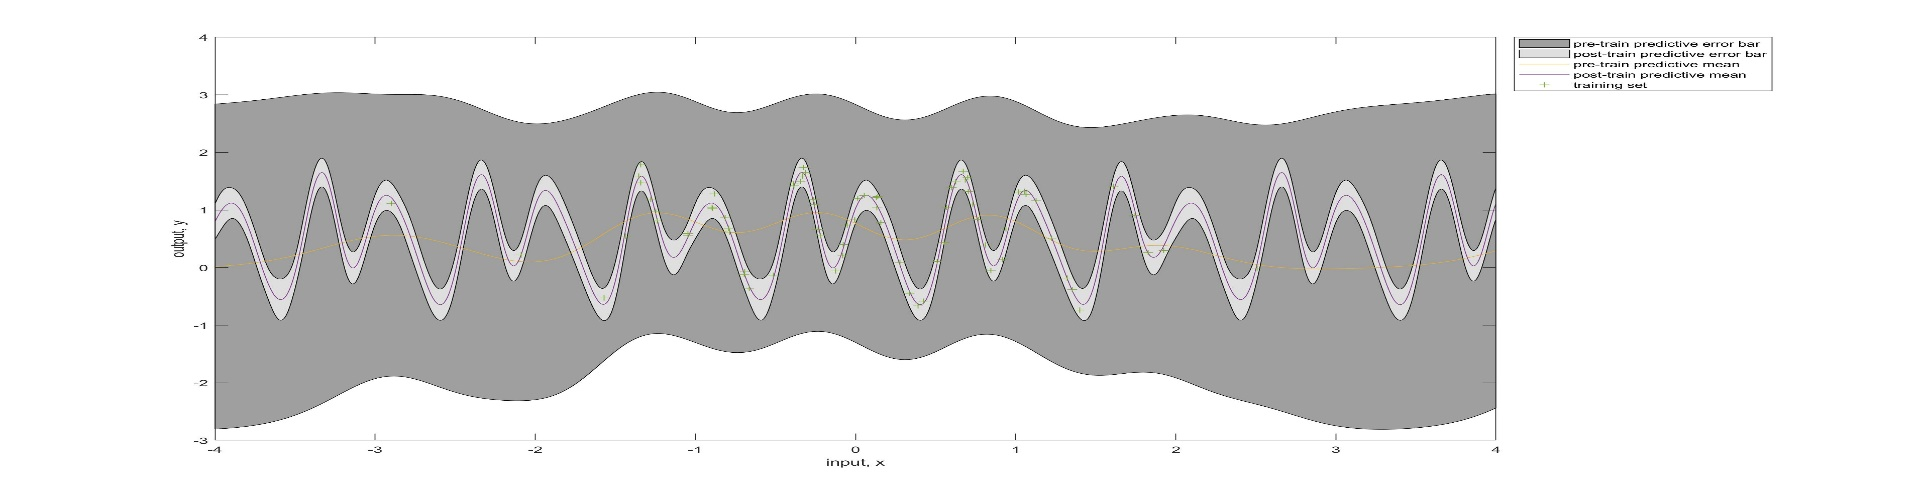 4
3
2
1
0
-1
-2
-3
output, y
-4 -3 -2 -1 0 1 2 3 4
input, x
pre-train predictive error bar
post-train predictive error bar
pre-train predictive mean
post-train predictive mean
training set